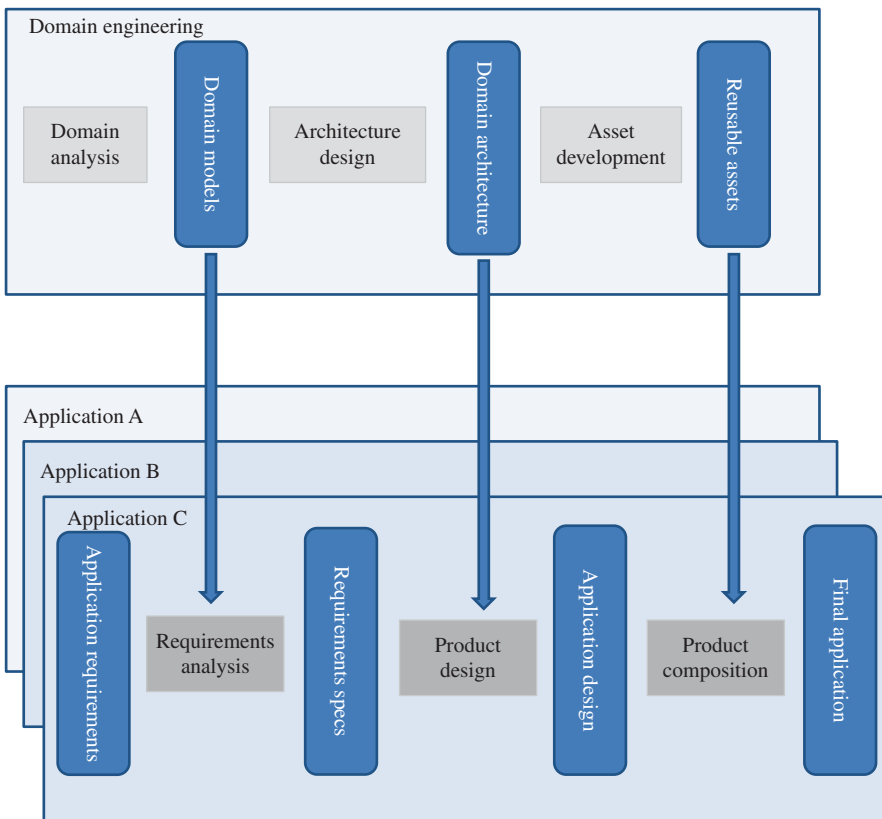 Domain engineering
Domain
analysis
Domain models
Architecture
design
Domain architecture
Asset
development
Reusable assets
Application A
Application B
Application C
Application requirements
Requirements
analysis
Requirements specs
Product
design
Application design
Product
composition
Final application